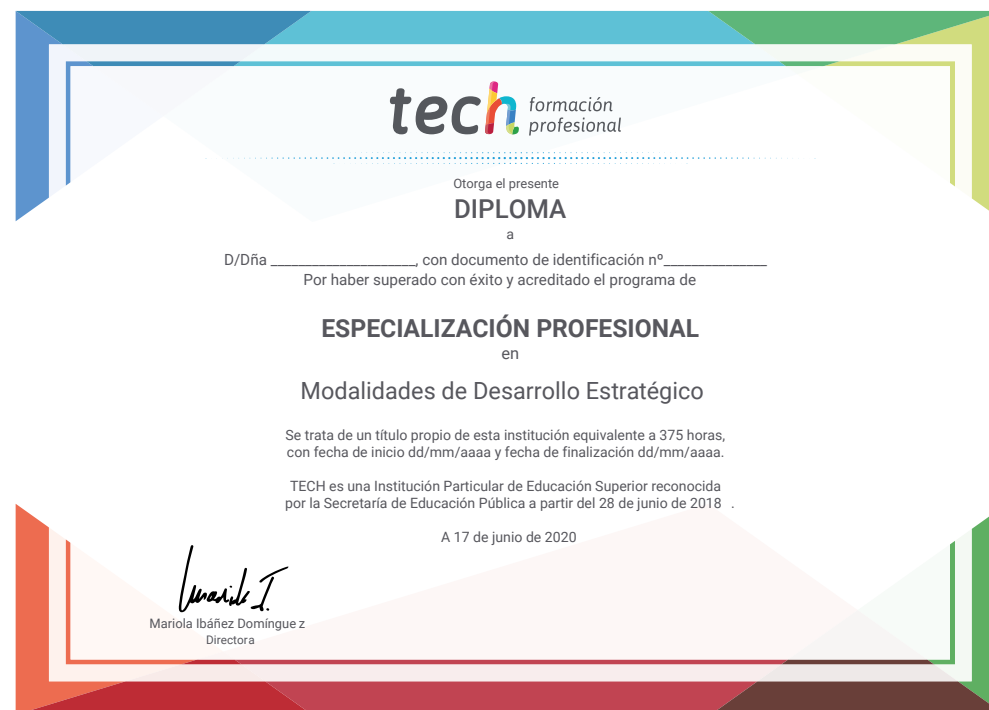 tech formación
profesional
Otorga el presente
DIPLOMA
a
D/Dña ____________________, con documento de identificación nº______________
Por haber superado con éxito y acreditado el programa de
ESPECIALIZACIÓN PROFESIONAL
en
Modalidades de Desarrollo Estratégico
Se trata de un título propio de esta institución equivalente a 375 horas,
con fecha de inicio dd/mm/aaaa y fecha de finalización dd/mm/aaaa.
TECH es una Institución Particular de Educación Superior reconocida
por la Secretaría de Educación Pública a partir del 28 de junio de 2018 .
A 17 de junio de 2020
Mariola Ibáñez Domíngue z
Directora